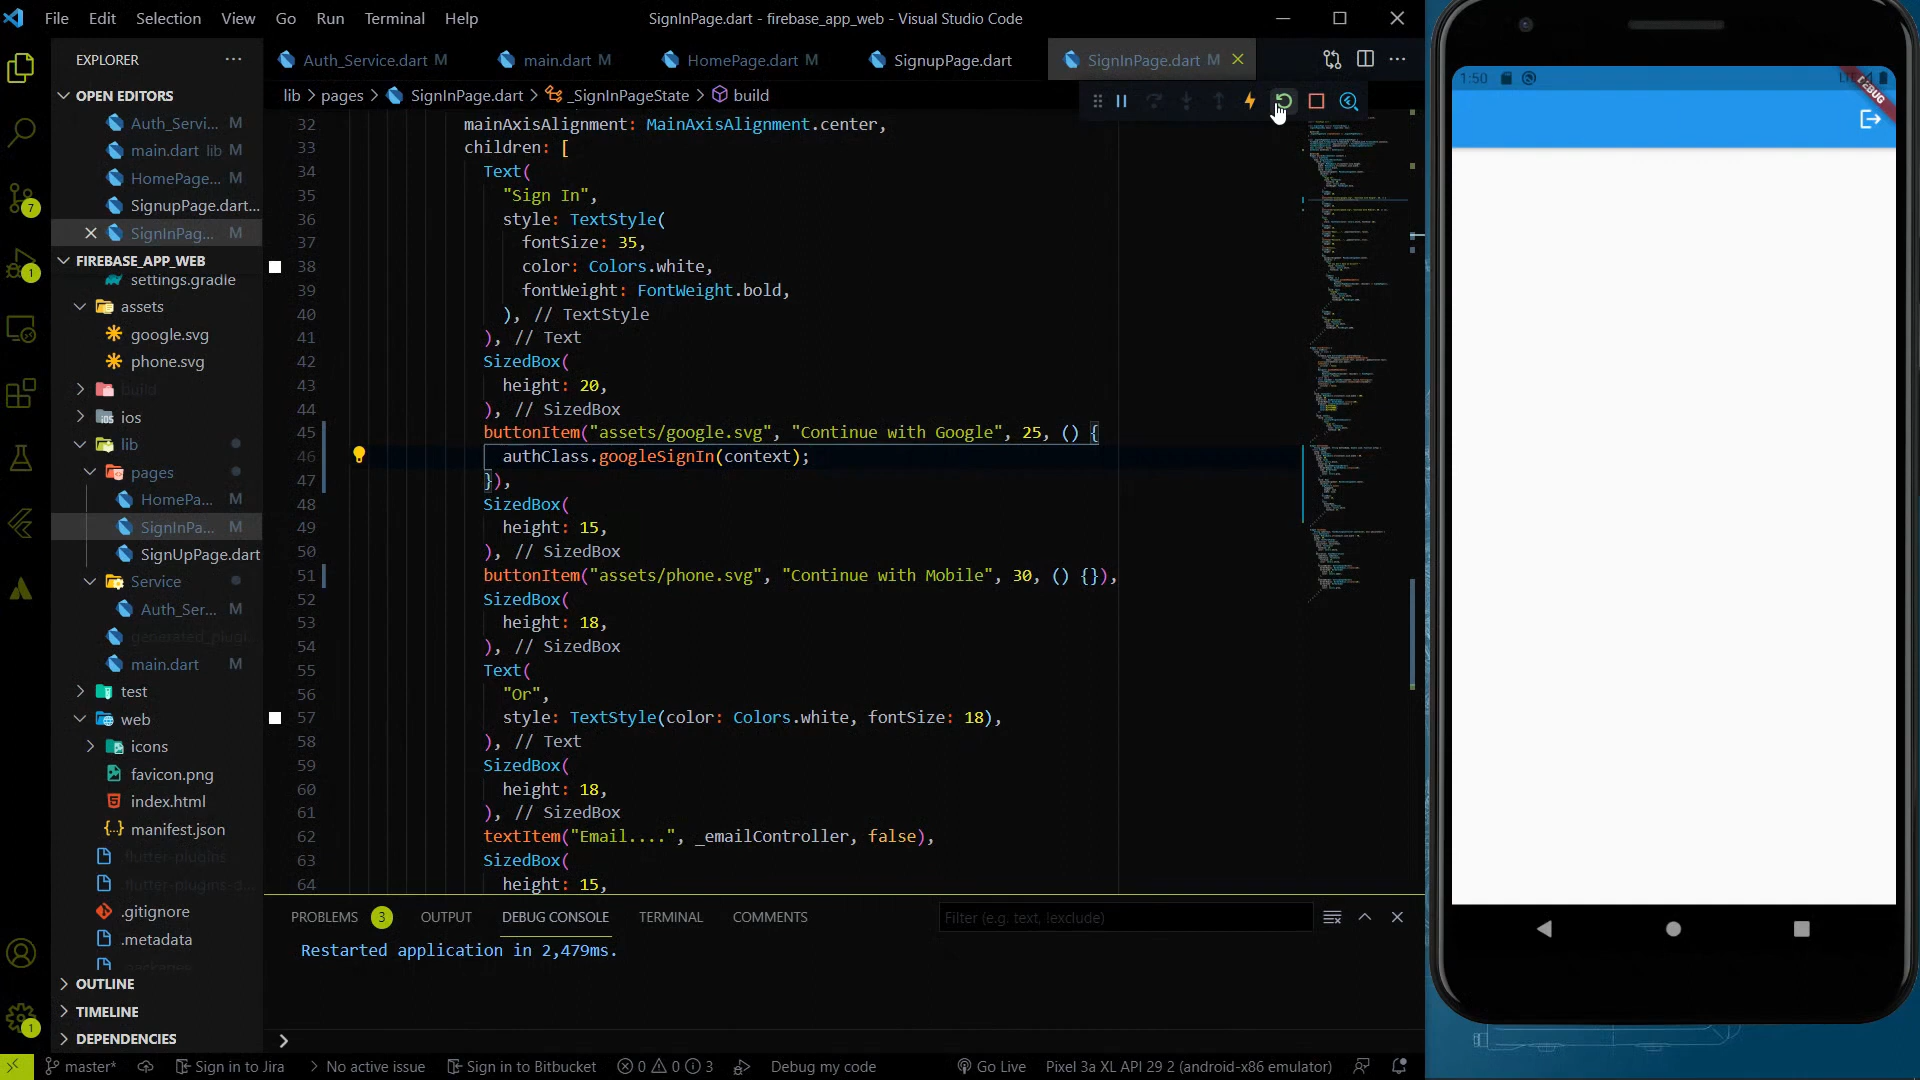 File Edit Selection View Go Run Terminal Help
SignInPage.dart - firebase_app_web - Visual Studio Code
EXPLORER
Auth_Service.dart M
main.dart M
HomePage.dart M
SignupPage.dart
SignInPage.dart M
OPEN EDITORS
Auth_Servi... M
main.dart lib M
HomePage... M
SignupPage.dart...
SignInPag... M
FIREBASE_APP_WEB
settings.gradle
assets
google.svg
phone.svg
build
ios
lib
pages
HomePa... M
SignInPa... M
SignUpPage.dart
Service
Auth_Ser... M
generated_plugi...
main.dart M
test
web
icons
favicon.png
index.html
manifest.json
.flutter-plugins
.flutter-plugins-d...
.gitignore
.metadata
.packages
OUTLINE
TIMELINE
DEPENDENCIES
7
1
1
lib > pages > SignInPage.dart > _SignInPageState > build
32 mainAxisAlignment: MainAxisAlignment.center,
33 children: [
34 Text(
35 "Sign In",
36 style: TextStyle(
37 fontSize: 35,
38 color: Colors.white,
39 fontWeight: FontWeight.bold,
40 ), // TextStyle
41 ), // Text
42 SizedBox(
43 height: 20,
44 ), // SizedBox
45 buttonItem("assets/google.svg", "Continue with Google", 25, () {
46 authClass.googleSignIn(context);
47 }),
48 SizedBox(
49 height: 15,
50 ), // SizedBox
51 buttonItem("assets/phone.svg", "Continue with Mobile", 30, () {}),
52 SizedBox(
53 height: 18,
54 ), // SizedBox
55 Text(
56 "Or",
57 style: TextStyle(color: Colors.white, fontSize: 18),
58 ), // Text
59 SizedBox(
60 height: 18,
61 ), // SizedBox
62 textItem("Email....", _emailController, false),
63 SizedBox(
64 height: 15,
PROBLEMS 3 OUTPUT DEBUG CONSOLE TERMINAL COMMENTS
Filter (e.g. text, !exclude)
Restarted application in 2,479ms.
master* Sign in to Jira No active issue Sign in to Bitbucket 0 0 3 Debug my code Go Live Pixel 3a XL API 29 2 (android-x86 emulator)
1:50
DEBUG